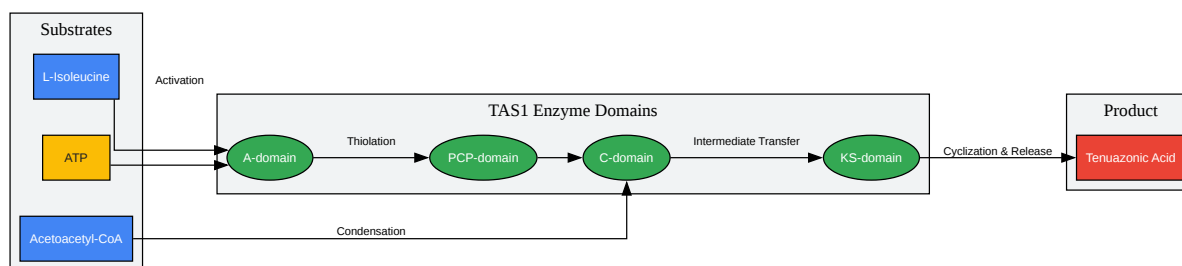 Substrates
L-Isoleucine
Activation
TAS1 Enzyme Domains
Product
ATP
A-domain
Thiolation
PCP-domain
C-domain
Intermediate Transfer
KS-domain
Cyclization & Release
Tenuazonic Acid
Acetoacetyl-CoA
Condensation